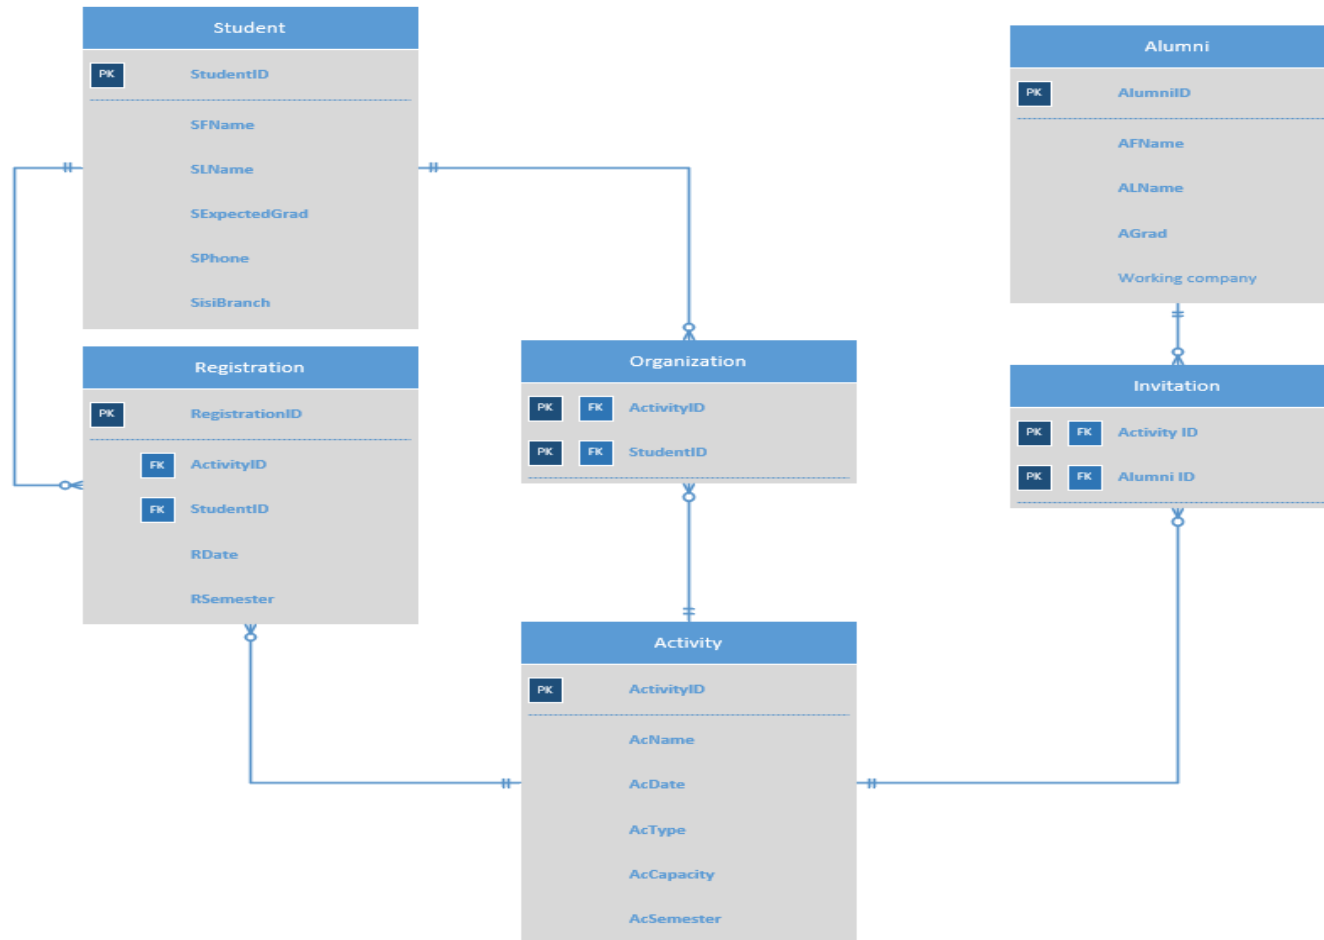 Student
PK StudentID
SFName
SLName
SExpectedGrad
SPhone
SisiBranch
Registration
PK RegistrationID
FK ActivityID
FK StudentID
RDate
RSemester
Organization
PK FK ActivityID
PK FK StudentID
Activity
PK ActivityID
AcName
AcDate
AcType
AcCapacity
AcSemester
Alumni
PK AlumniID
AFName
ALName
AGrad
Working company
Invitation
PK FK Activity ID
PK FK Alumni ID